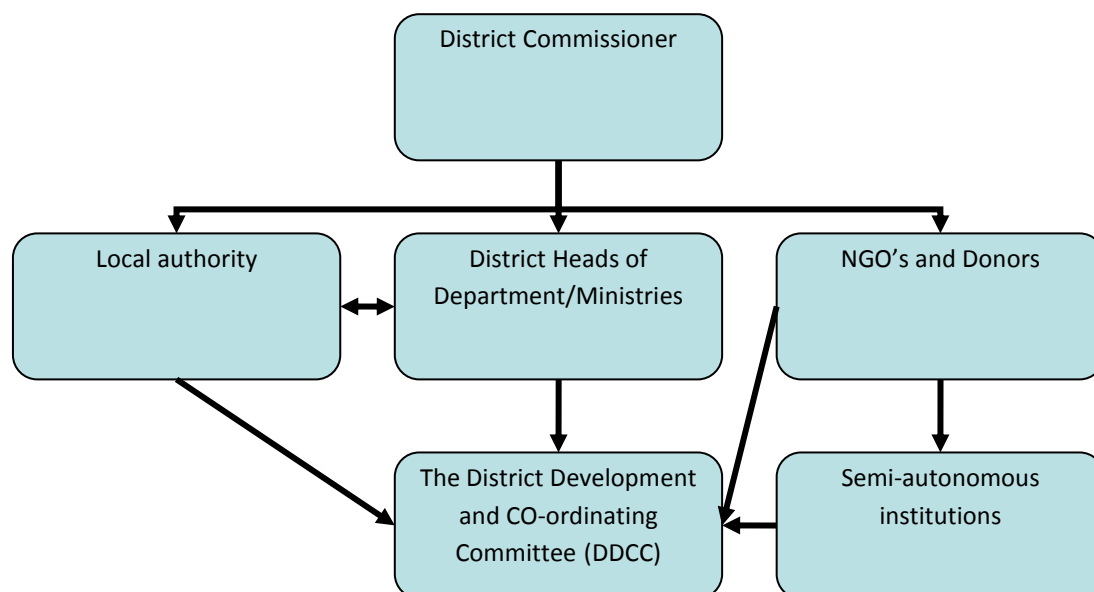 District Commissioner
Local authority
District Heads of
Department/Ministries
NGO’s and Donors
The District Development
and CO-ordinating
Committee (DDCC)
Semi-autonomous
institutions